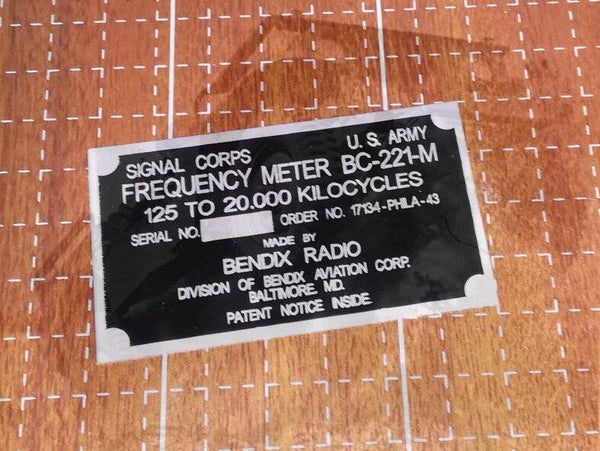 SIGNAL CORPS U. S. ARMY
FREQUENCY METER BC-221-M
125 TO 20.000 KILOCYCLES
SERIAL NO. ORDER NO. 17134-PHILA-43
MADE BY
BENDIX RADIO
DIVISION OF BENDIX AVIATION CORP.
BALTIMORE MD.
PATENT NOTICE INSIDE